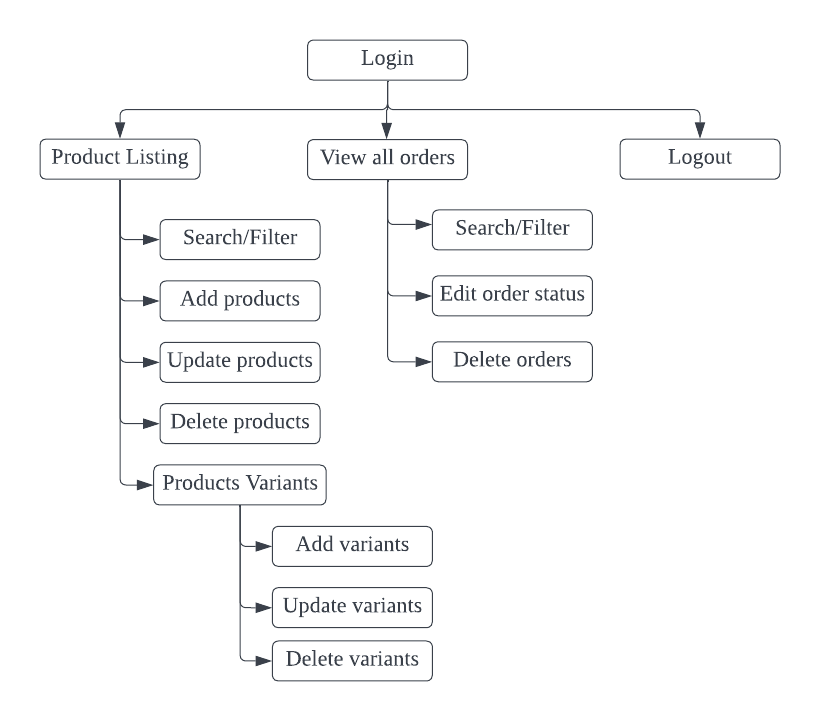 Login
Product Listing
View all orders
Logout
Search/Filter
Add products
Update products
Delete products
Products Variants
Add variants
Update variants
Delete variants
Search/Filter
Edit order status
Delete orders